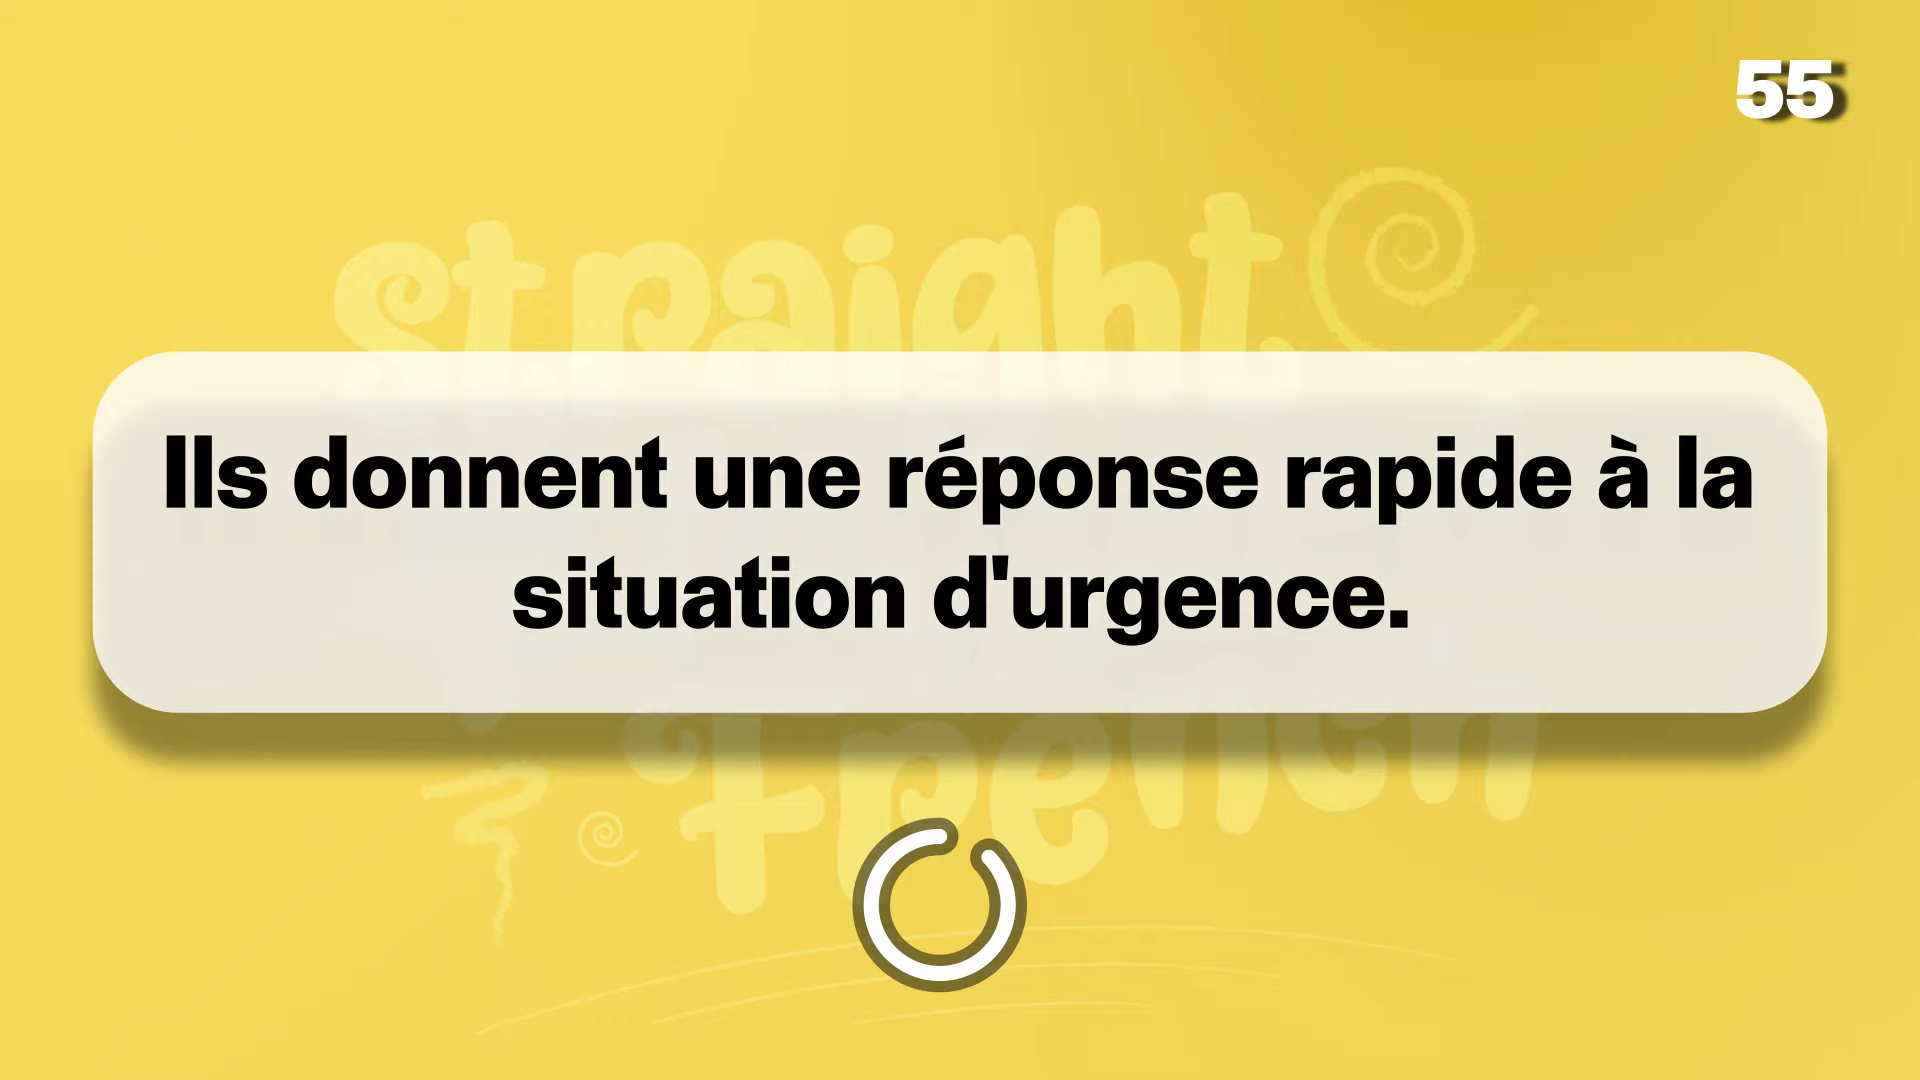 55
straight
Ils donnent une réponse rapide à la
situation d'urgence.
French